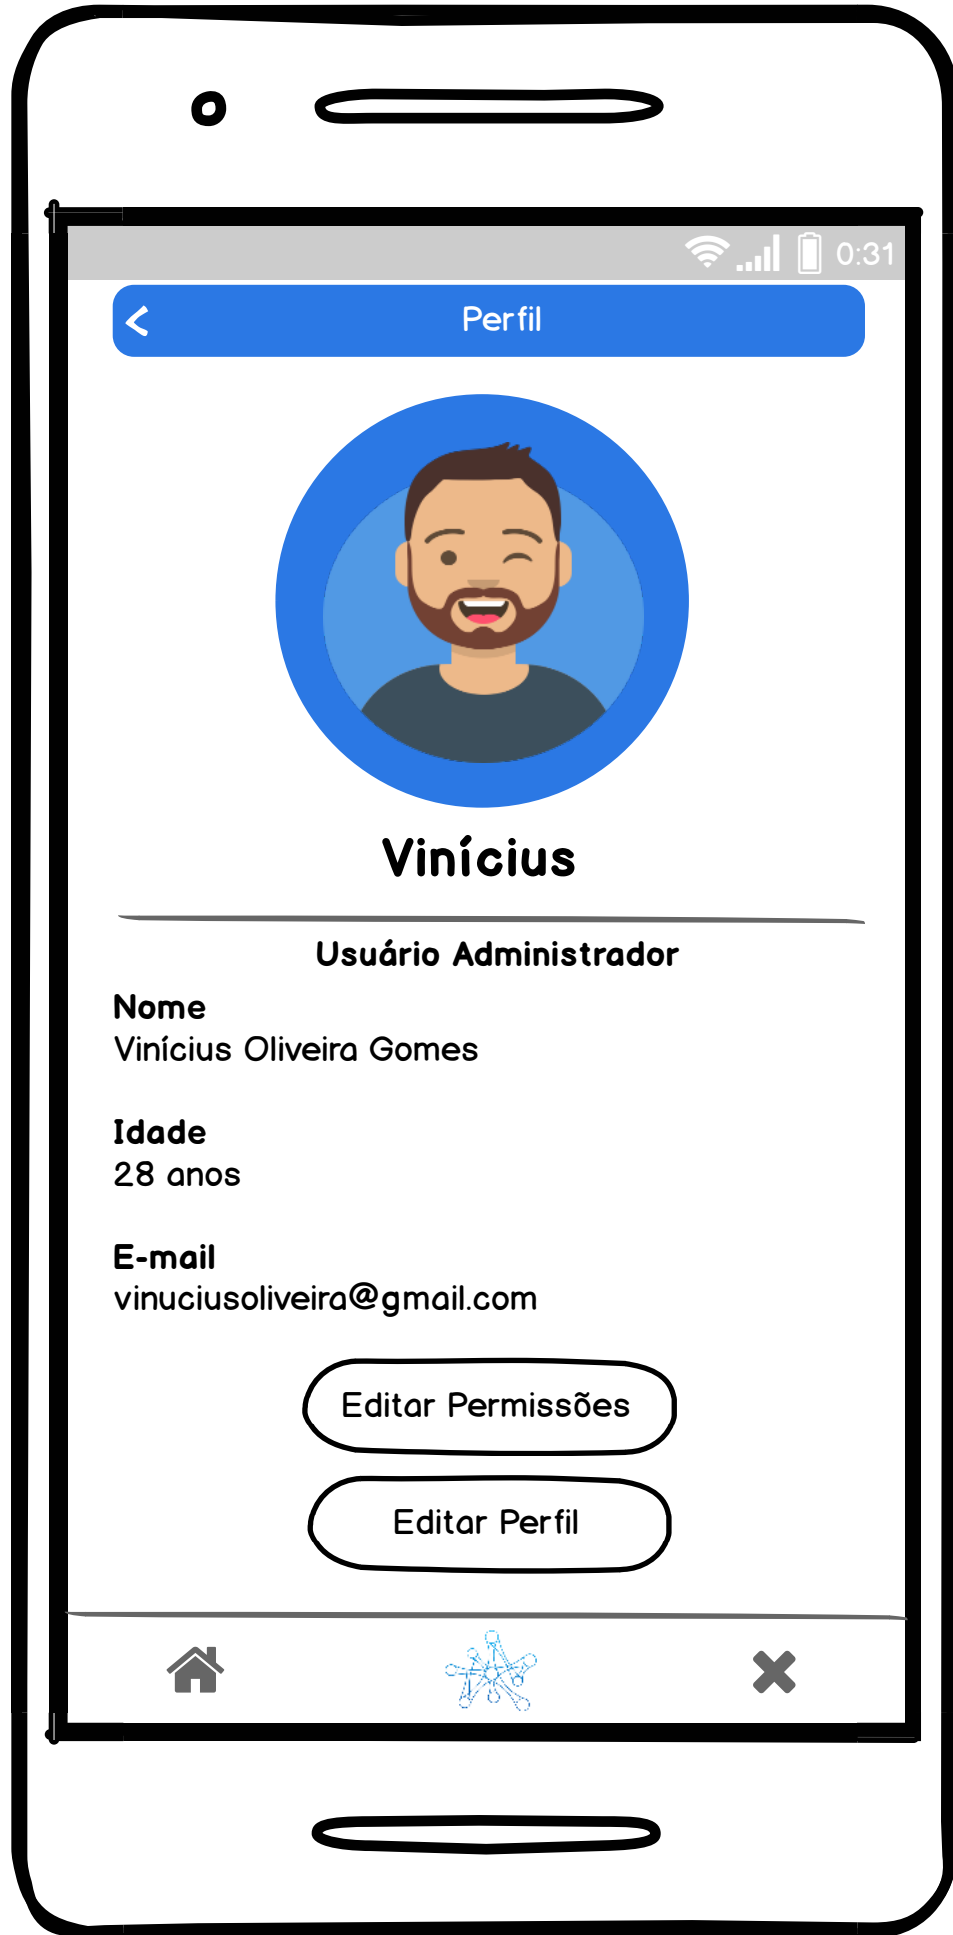 0:31
Perfil
Vinícius
Usuário Administrador
Nome
Vinícius Oliveira Gomes
Idade
28 anos
E-mail
vinuciusoliveira@gmail.com
Editar Permissões
Editar Perfil